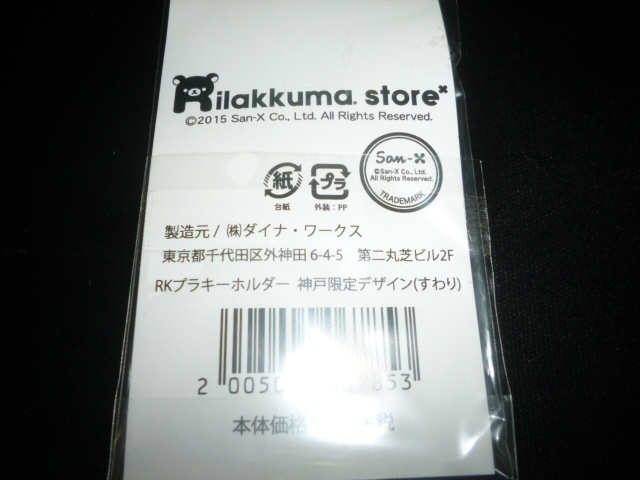 Rilakkuma store
©2015 San-X Co., Ltd. All Rights Reserved.
紙
台紙
プラ
外装:PP
San-X
©San-X Co., Ltd.
All Rights Reserved.
TRADEMARK
製造元/ ㈱ダイナ・ワークス
東京都千代田区外神田 6-4-5 第二丸芝ビル2F
RKプラキーホルダー 神戸限定デザイン(すわり)
本体価格 税